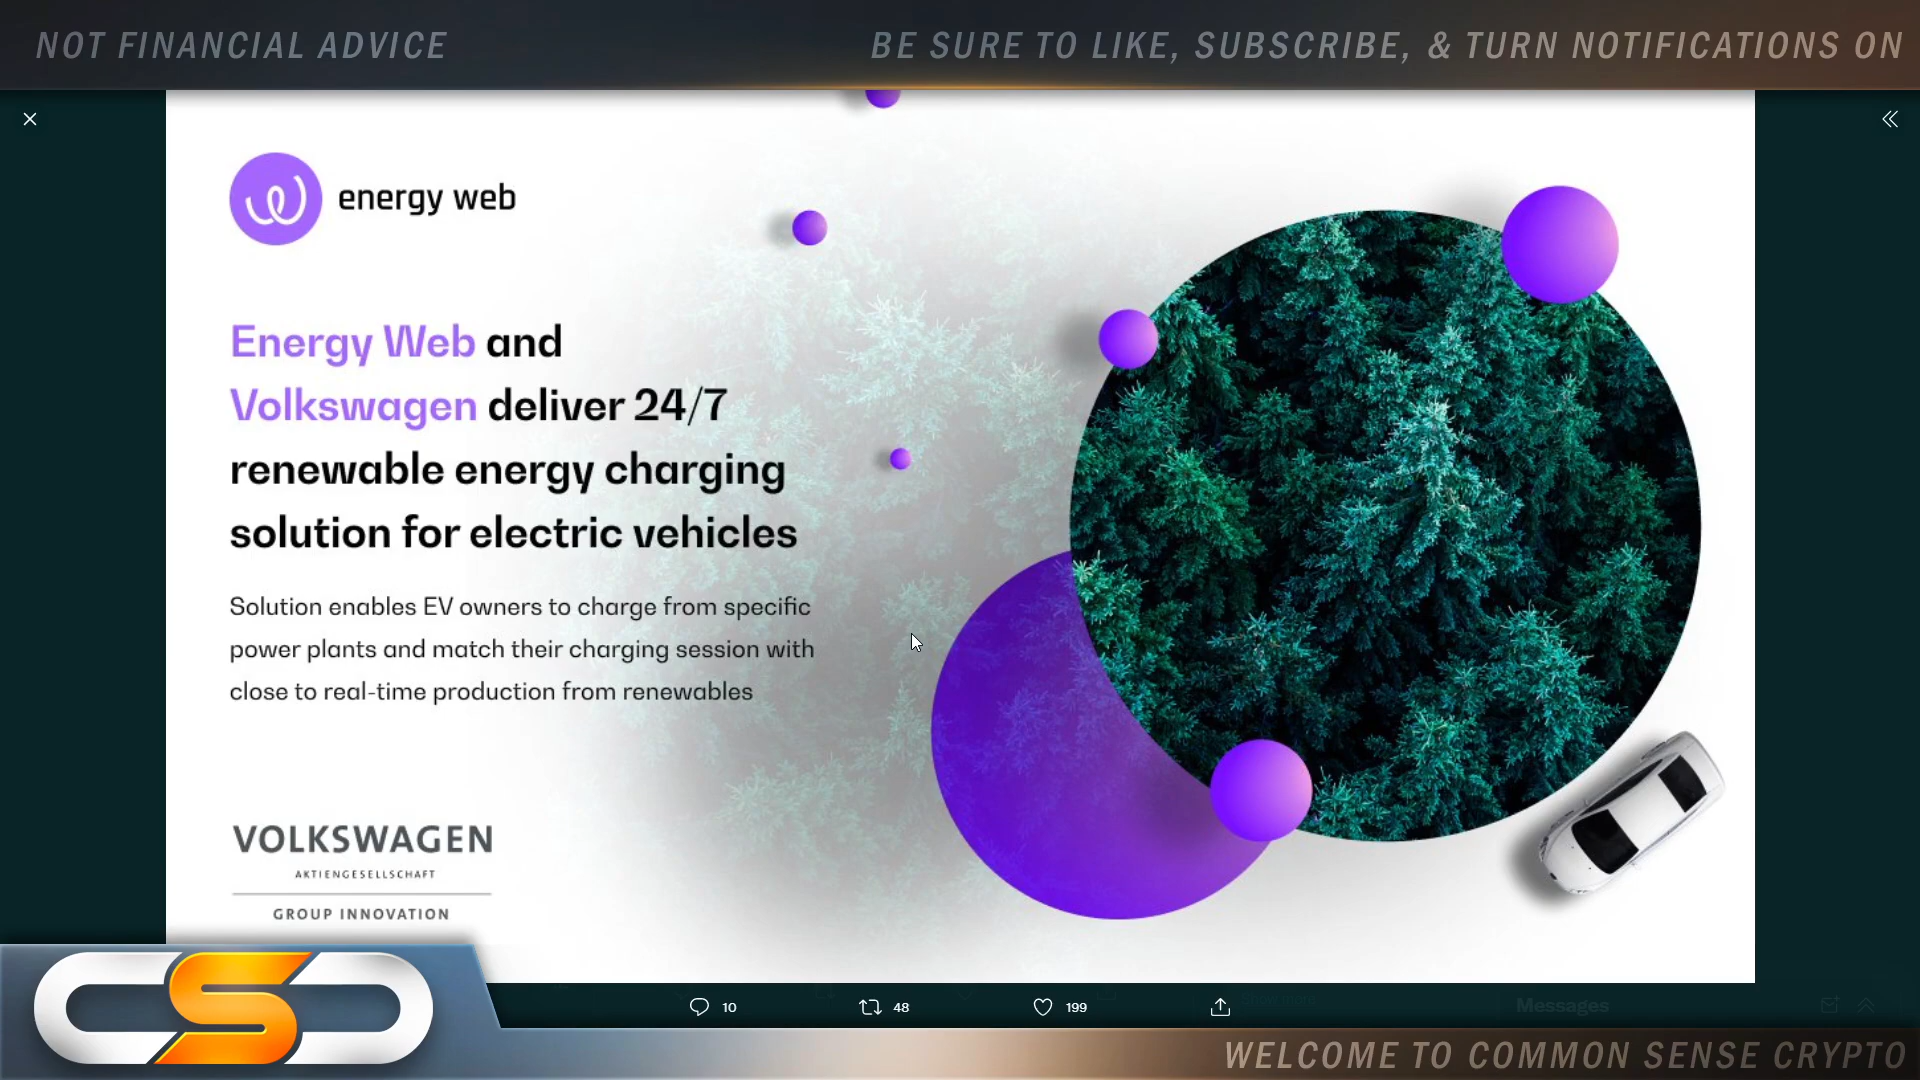 NOT FINANCIAL ADVICE
BE SURE TO LIKE, SUBSCRIBE, & TURN NOTIFICATIONS ON
energy web
Energy Web and
Volkswagen deliver 24/7
renewable energy charging
solution for electric vehicles
Solution enables EV owners to charge from specific
power plants and match their charging session with
close to real-time production from renewables
VOLKSWAGEN
AKTIENGESELLSCHAFT
GROUP INNOVATION
CSC
10
48
199
Messages
WELCOME TO COMMON SENSE CRYPTO